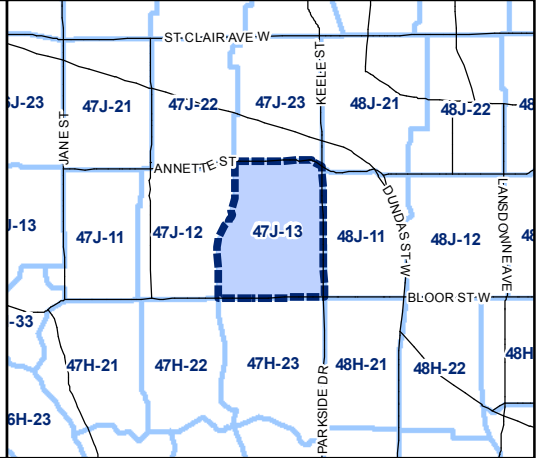 ST CLAIR AVE W
KEELE ST
JANE ST
6J-23
47J-21
47J-22
47J-23
48J-21
48J-22
48
ANNETTE ST
DUNDAS ST W
LANSDOWNE AVE
J-13
47J-11
47J-12
47J-13
48J-11
48J-12
48
BLOOR ST W
-33
47H-21
47H-22
47H-23
48H-21
48H-22
48H
PARKSIDE DR
6H-23